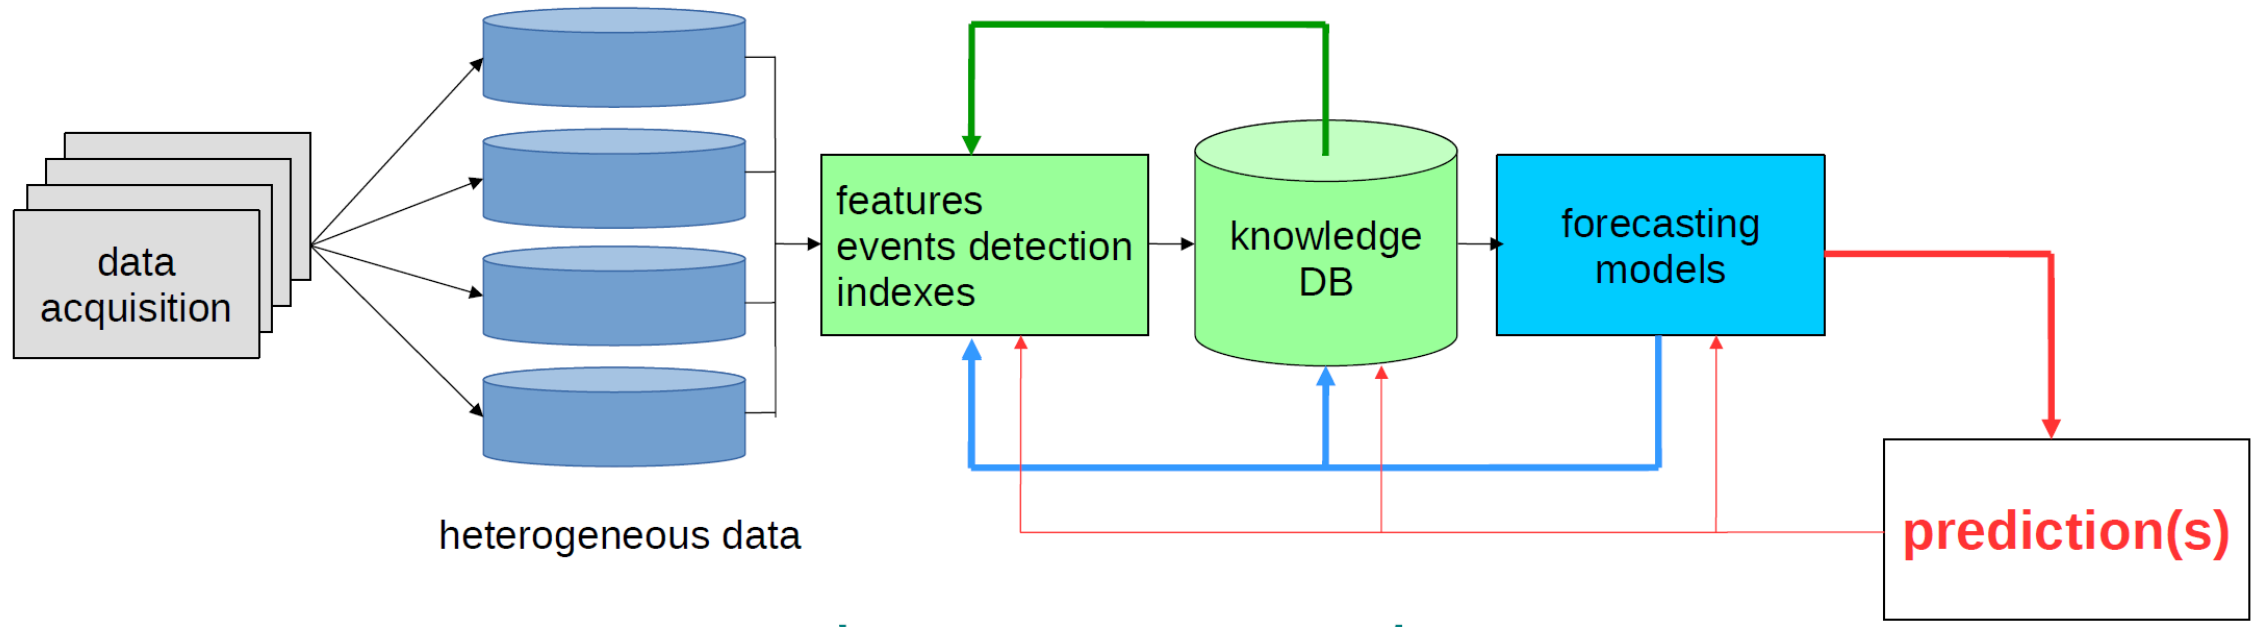 data
acquisition
heterogeneous data
features
events detection
indexes
knowledge
DB
forecasting
models
prediction(s)